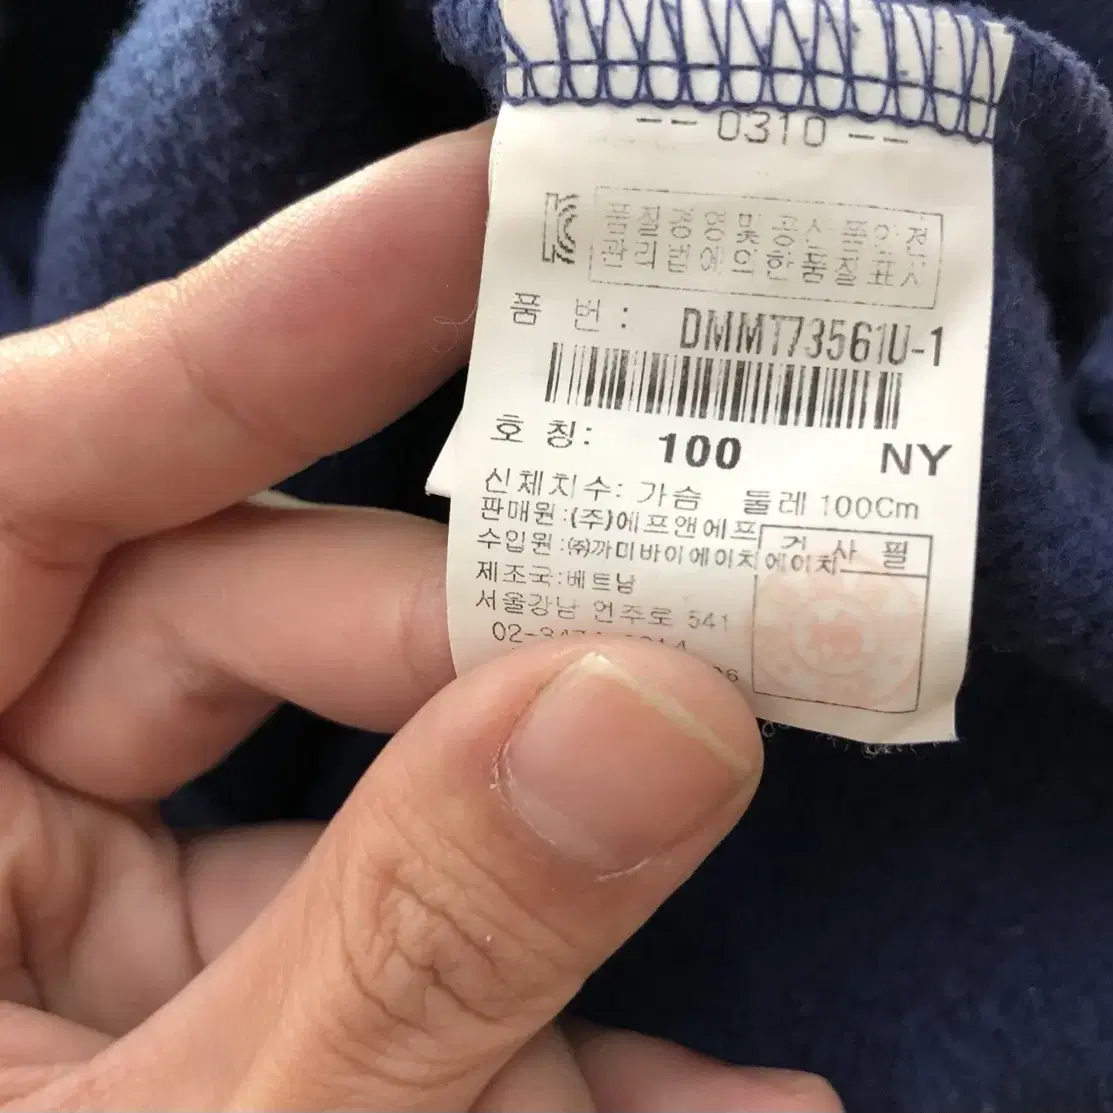 -- 0310 --
품질경영및공산품안전
관리법에의한품질표시
품 번: DMMT73561U-1
호 칭: 100 NY
신체치수: 가슴 둘레 100Cm
판매원:(주)에프앤에프
수입원:㈜까미바이에이치에이치
검사필
제조국:베트남
서울강남 언주로 541
02-